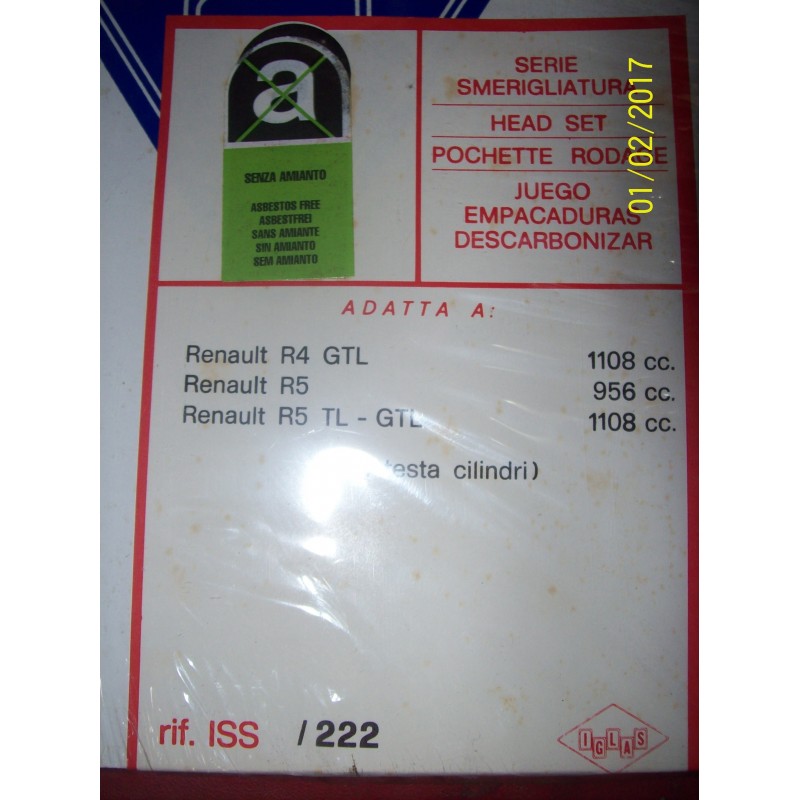 a
SENZA AMIANTO
ASBESTOS FREE
ASBESTFREI
SANS AMIANTE
SIN AMIANTO
SEM AMIANTO
SERIE
SMERIGLIATURA
HEAD SET
POCHETTE RODAGE
JUEGO
EMPACADURAS
DESCARBONIZAR
01/02/2017
ADATTA A:
Renault R4 GTL 1108 cc.
Renault R5 956 cc.
Renault R5 TL - GTL 1108 cc.
testa cilindri)
rif. ISS /222
IGLAS